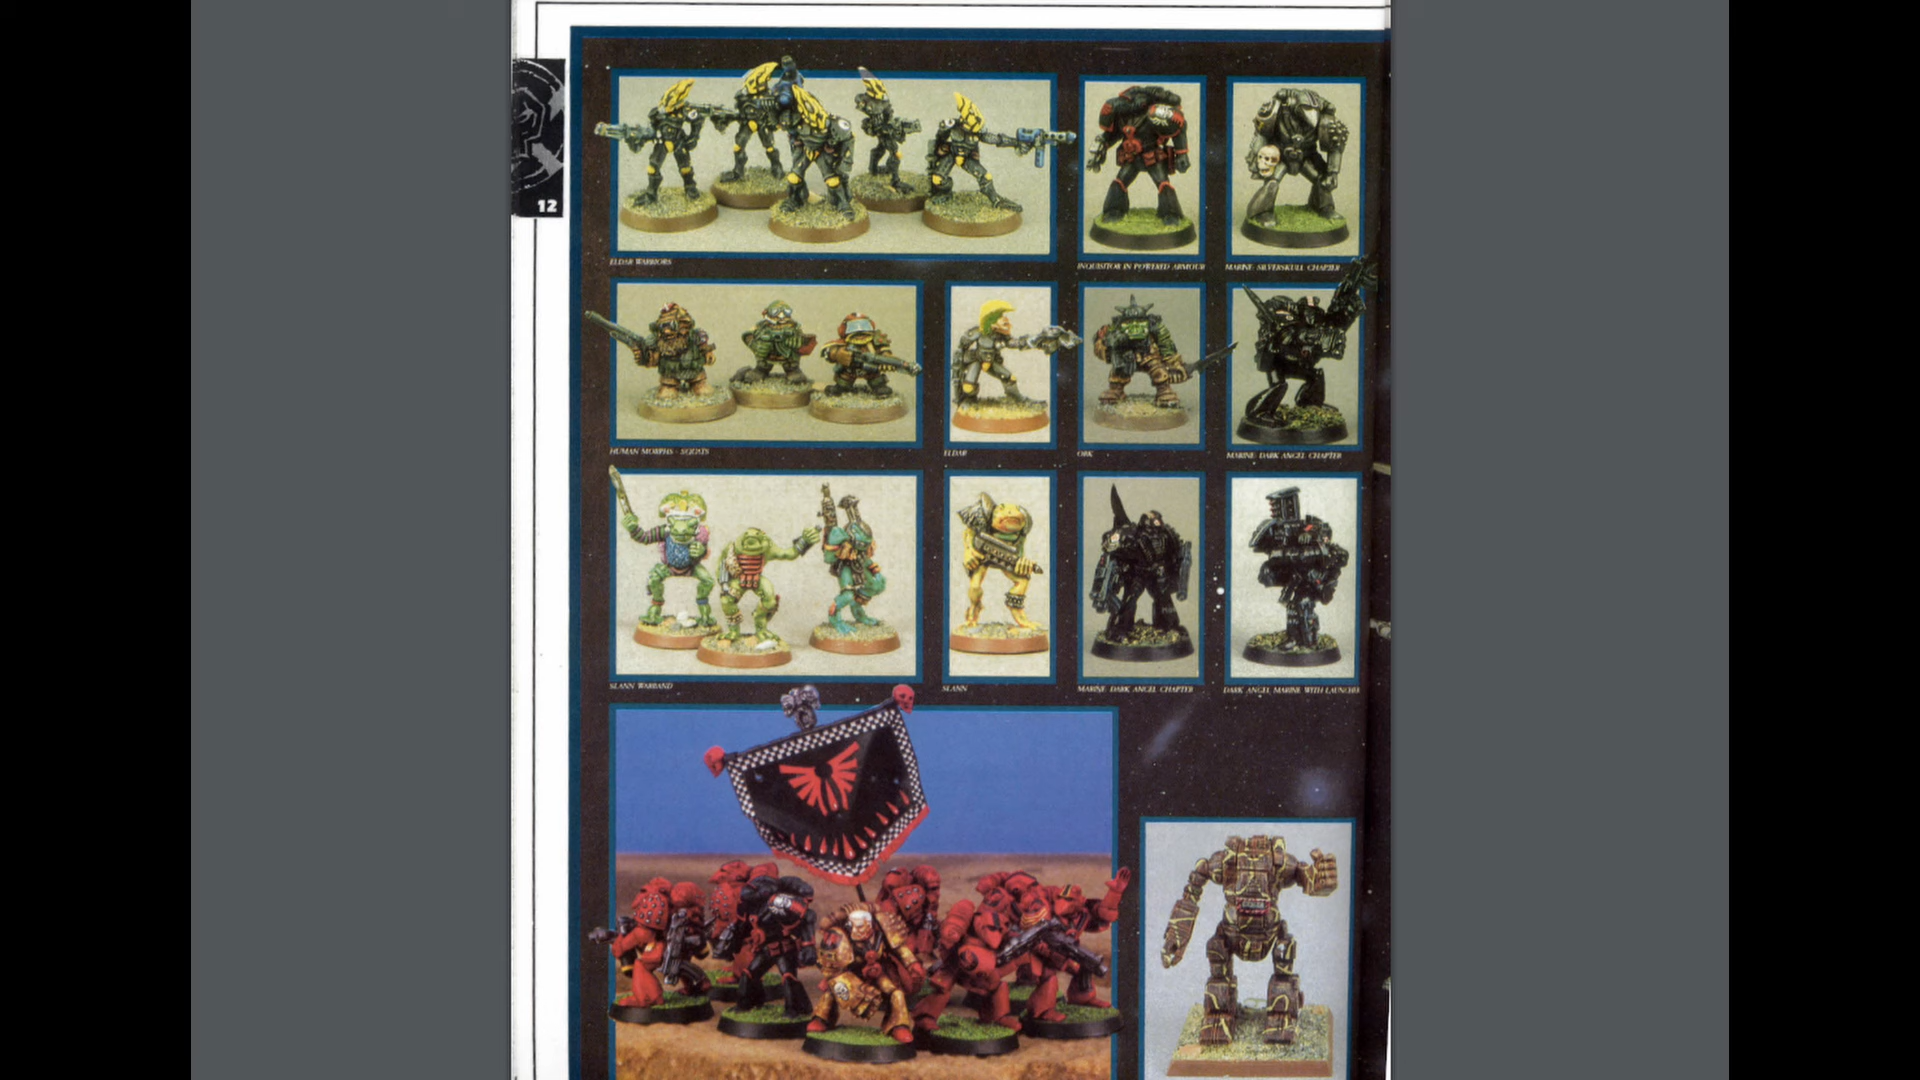 12
ELDAR WARRIORS
INQUISITOR IN POWERED ARMOUR
MARINE: SILVERSKULL CHAPTER
HUMAN MORPHS - SQUATS
ELDAR
ORK
MARINE: DARK ANGEL CHAPTER
SLANN WARBAND
SLANN
MARINE: DARK ANGEL CHAPTER
DARK ANGEL MARINE WITH LAUNCHER